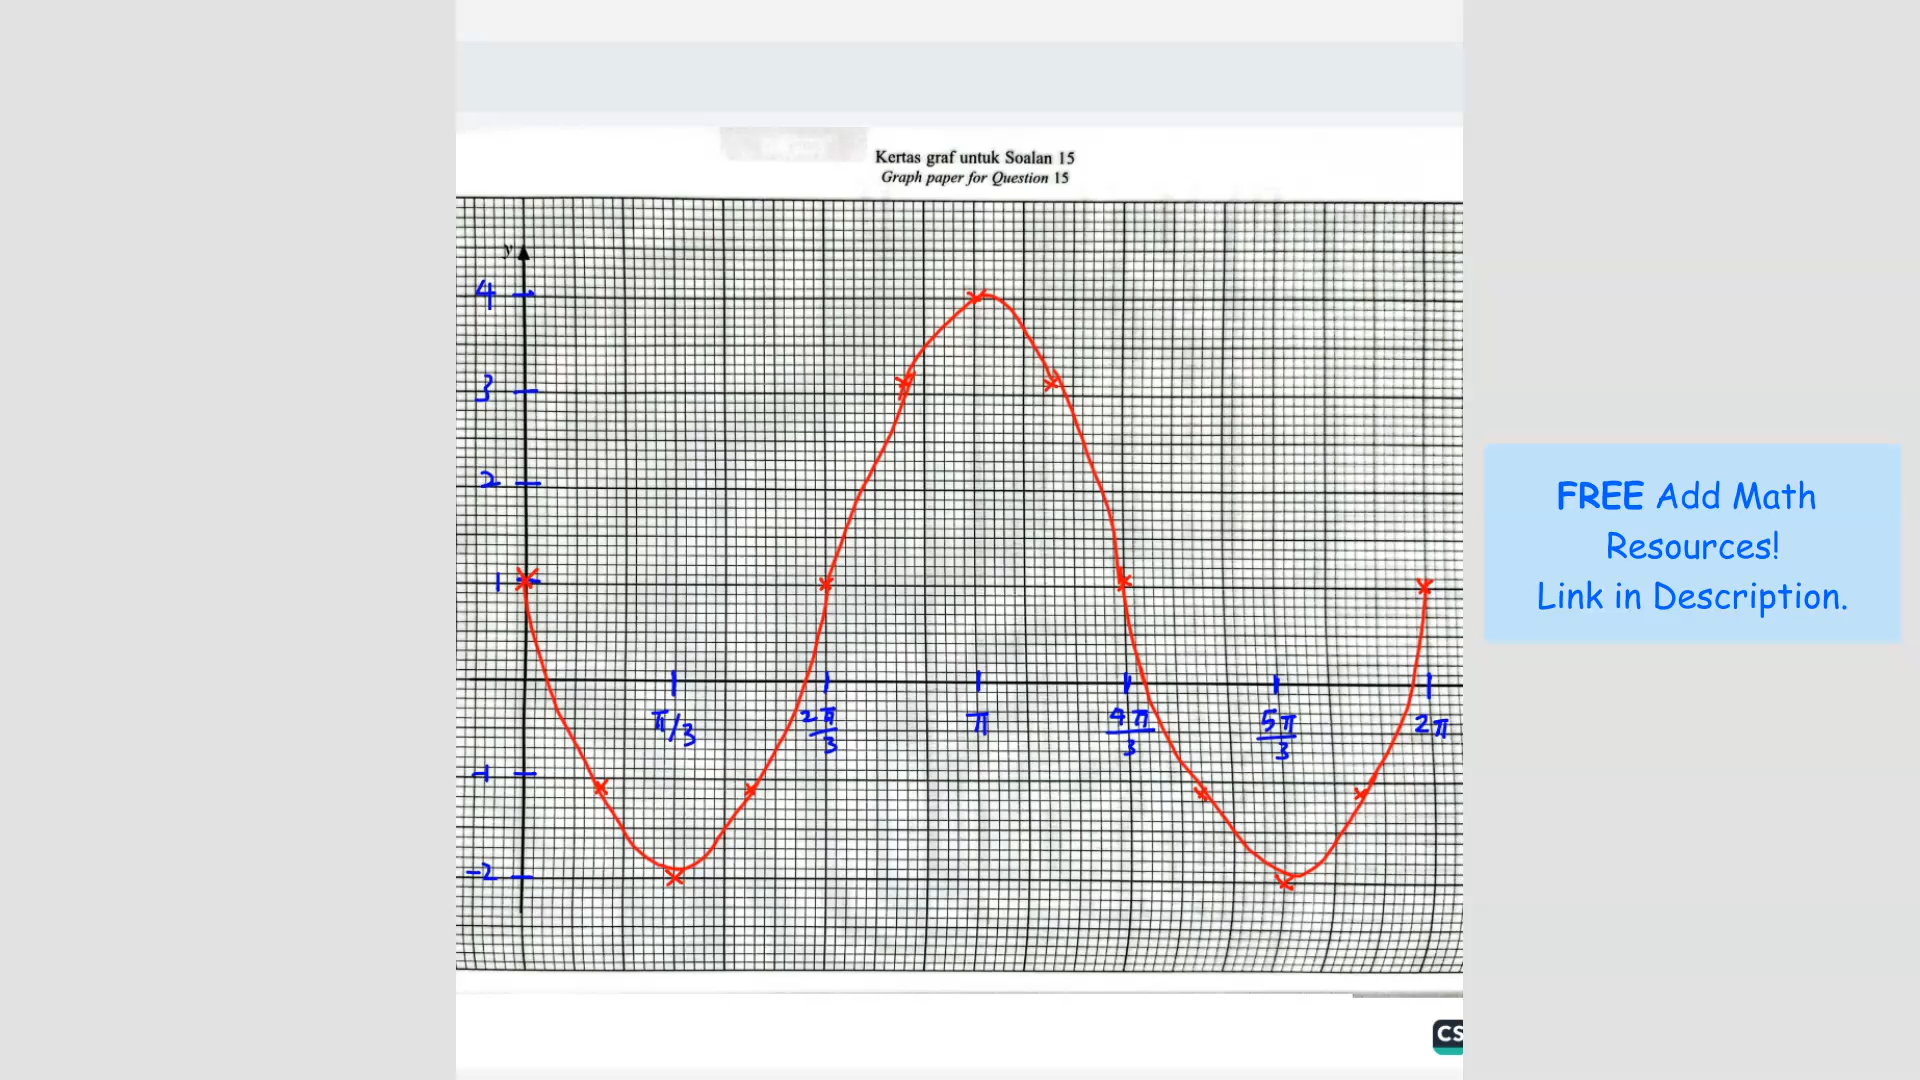 Kertas graf untuk Soalan 15
Graph paper for Question 15
y
4
3
2
1
-1
-2
π/3
2π/3
π
4π/3
5π/3
2π
FREE Add Math
Resources!
Link in Description.
CS